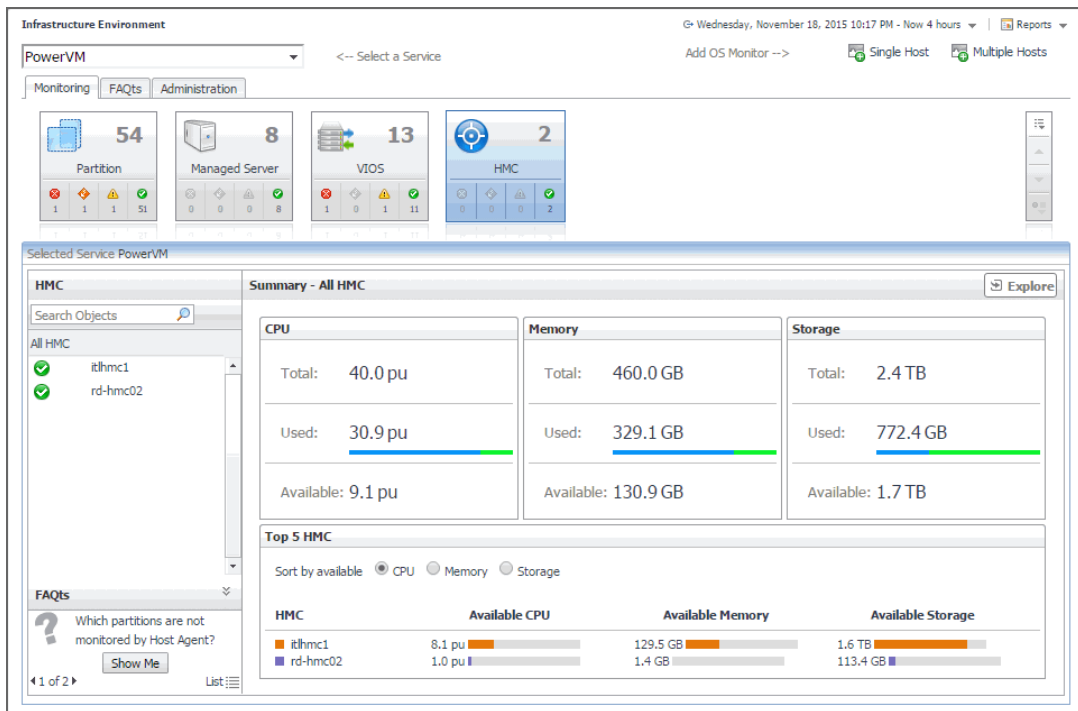 Infrastructure Environment
Wednesday, November 18, 2015 10:17 PM - Now 4 hours
Reports
PowerVM
<-- Select a Service
Add OS Monitor -->
Single Host
Multiple Hosts
Monitoring
FAQts
Administration
54
Partition
1 1 1 51
8
Managed Server
0 0 0 8
13
VIOS
1 0 1 11
2
HMC
0 0 0 2
Selected Service PowerVM
HMC
Search Objects
All HMC
itlhmc1
rd-hmc02
FAQts
Which partitions are not
monitored by Host Agent?
Show Me
1 of 2
List
Summary - All HMC
Explore
CPU
Total: 40.0 pu
Used: 30.9 pu
Available: 9.1 pu
Memory
Total: 460.0 GB
Used: 329.1 GB
Available: 130.9 GB
Storage
Total: 2.4 TB
Used: 772.4 GB
Available: 1.7 TB
Top 5 HMC
Sort by available CPU Memory Storage
HMC Available CPU Available Memory Available Storage
itlhmc1 8.1 pu 129.5 GB 1.6 TB
rd-hmc02 1.0 pu 1.4 GB 113.4 GB